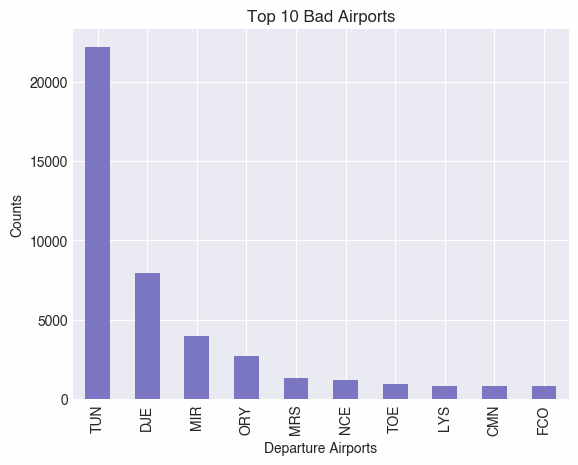 Top 10 Bad Airports
Counts
20000
15000
10000
5000
0
TUN DJE MIR ORY MRS NCE TOE LYS CMN FCO
Departure Airports